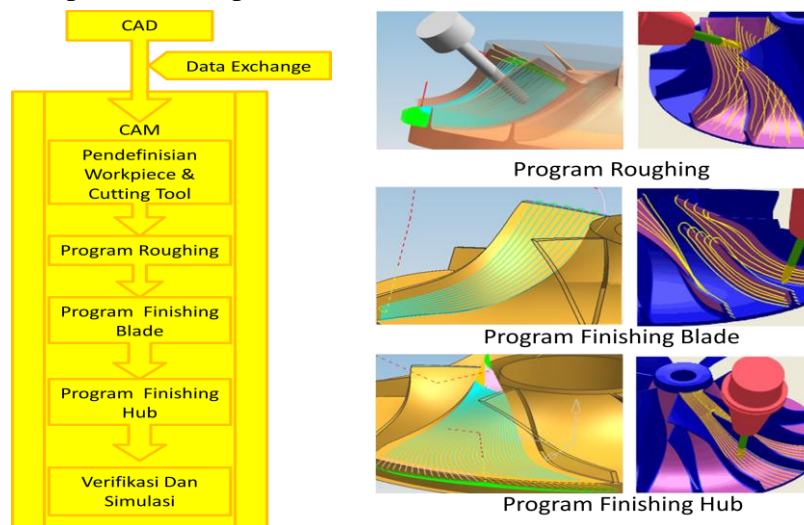 CAD
Data Exchange
CAM
Pendefinisian
Workpiece &
Cutting Tool
Program Roughing
Program Finishing
Blade
Program Finishing
Hub
Verifikasi Dan
Simulasi
Program Roughing
Program Finishing Blade
Program Finishing Hub